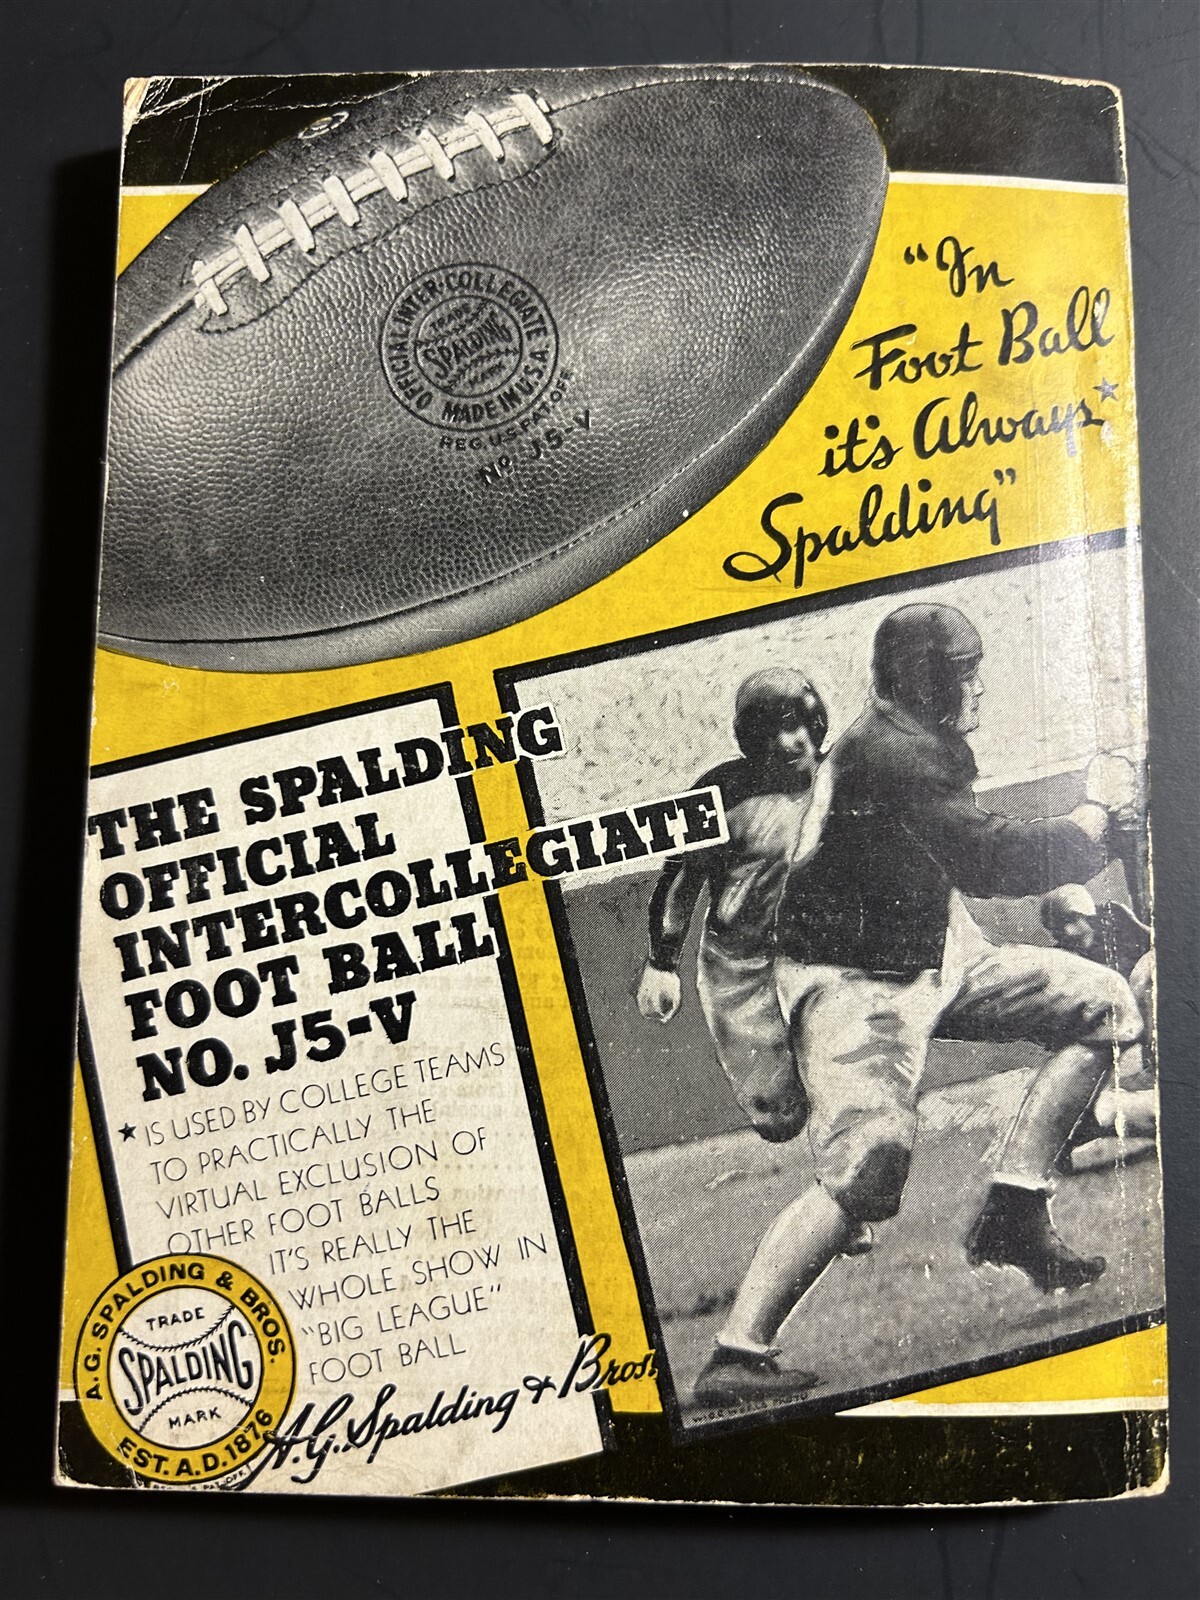 OFFICIAL INTER-COLLEGIATE
TRADE
SPALDING
MARK
MADE IN U.S.A.
REG. U.S. PAT. OFF.
No. J5-V
"In
Foot Ball
it's Always★
Spalding"
THE SPALDING
OFFICIAL
INTERCOLLEGIATE
FOOT BALL
NO. J5-V
★ IS USED BY COLLEGE TEAMS
TO PRACTICALLY THE
VIRTUAL EXCLUSION OF
OTHER FOOT BALLS
IT'S REALLY THE
WHOLE SHOW IN
"BIG LEAGUE"
FOOT BALL
A.G. Spalding & Bros.
A.G. SPALDING & BROS.
TRADE
SPALDING
MARK
EST. A.D. 1876